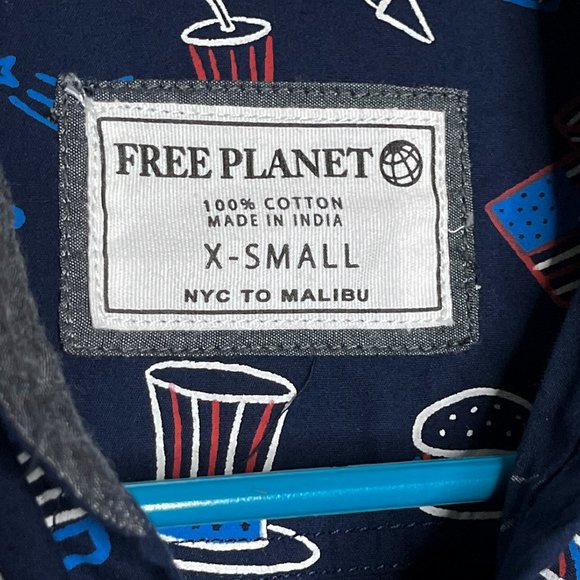 FREE PLANET
100% COTTON
MADE IN INDIA
X-SMALL
NYC TO MALIBU